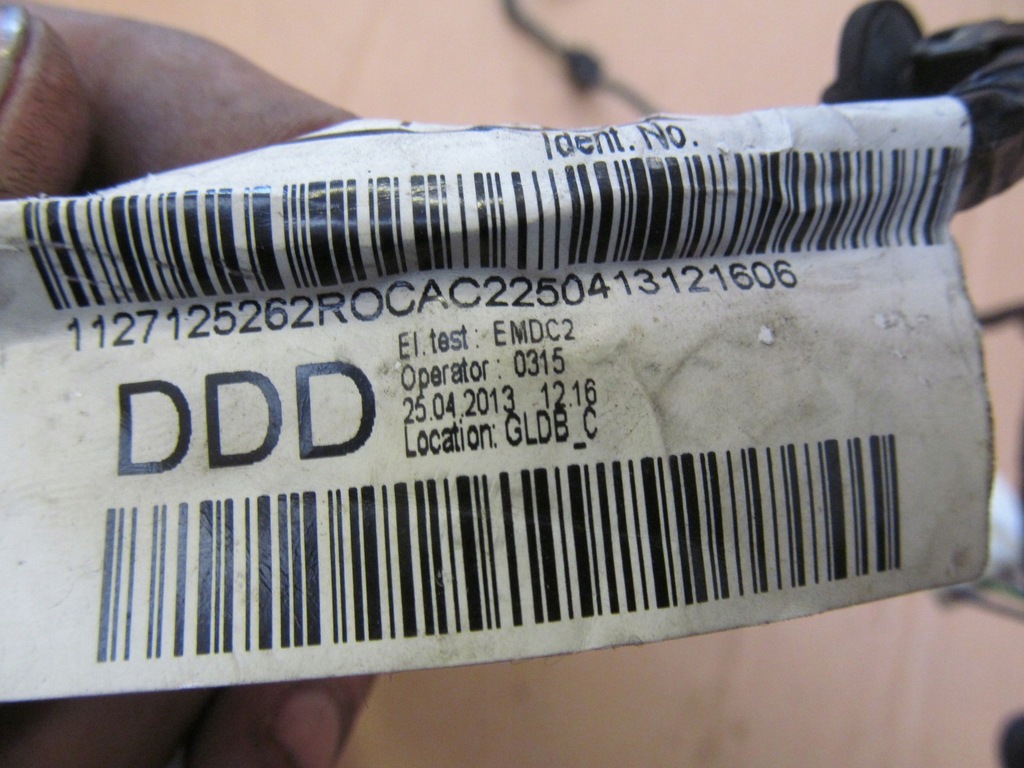 Ident. No.
1127125262ROCAC2250413121606
DDD
El. test : EMDC2
Operator : 0315
25.04.2013 12.16
Location: GLDB_C